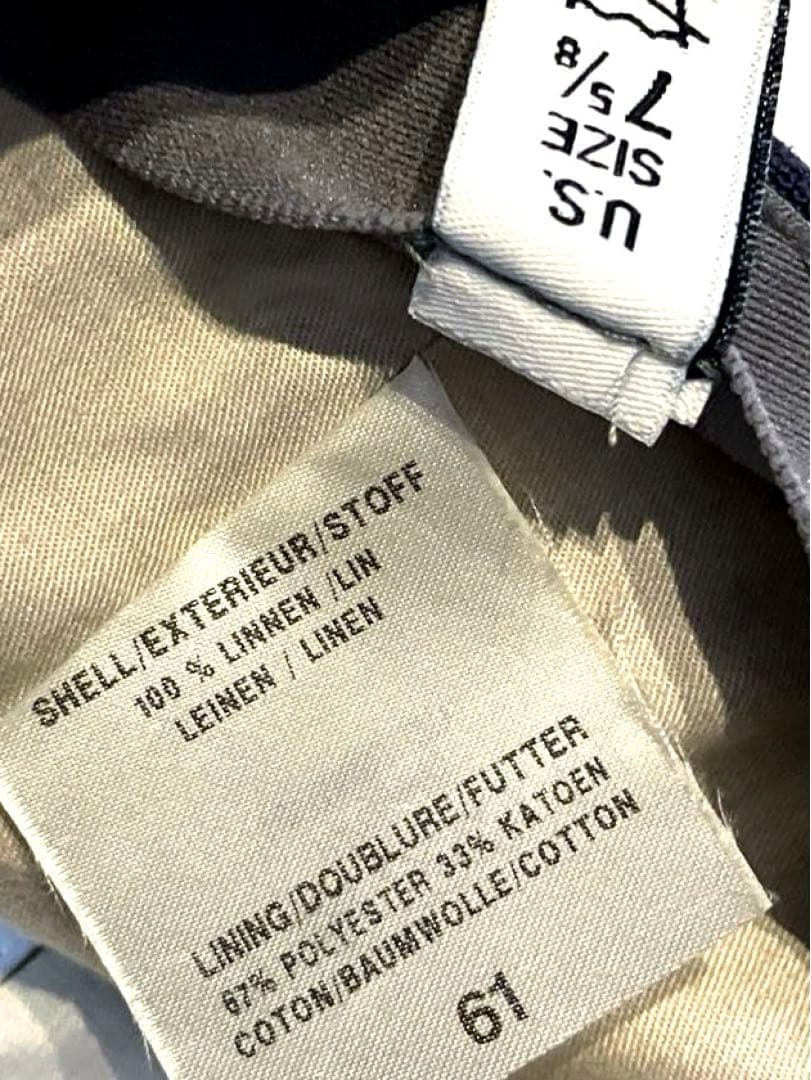 U.S.
SIZE
7 5/8
SHELL/EXTERIEUR/STOFF
100 % LINNEN /LIN
LEINEN / LINEN
LINING/DOUBLURE/FUTTER
67% POLYESTER 33% KATOEN
COTON/BAUMWOLLE/COTTON
61